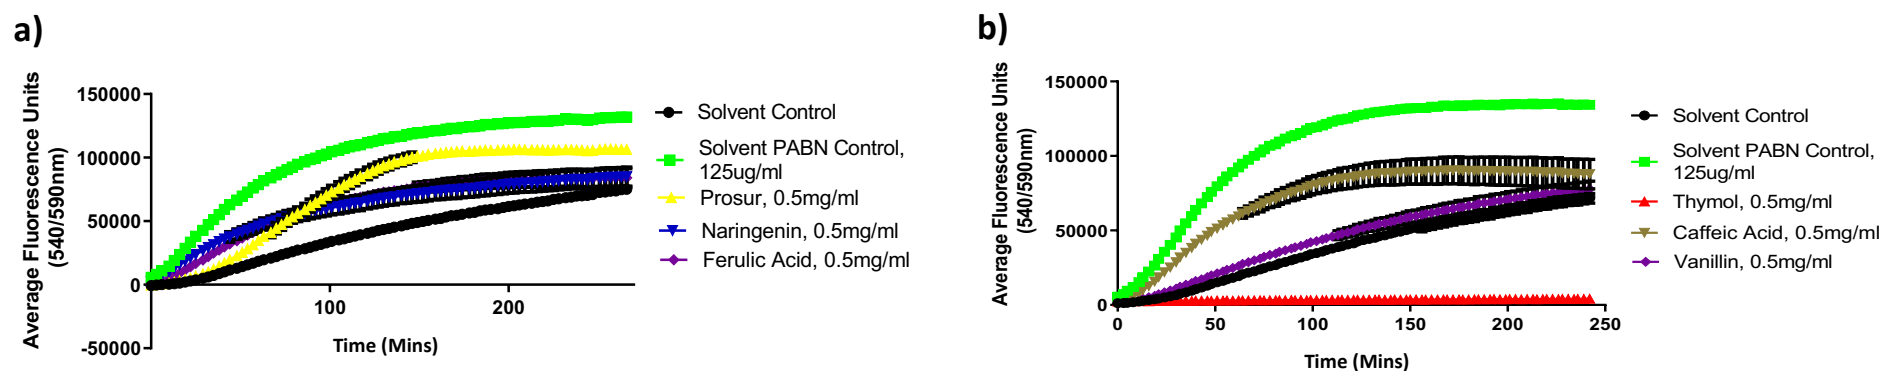 a)
Average Fluorescence Units
(540/590nm)
150000
100000
50000
0
-50000
100
200
Time (Mins)
Solvent Control
Solvent PABN Control,
125ug/ml
Prosur, 0.5mg/ml
Naringenin, 0.5mg/ml
Ferulic Acid, 0.5mg/ml
b)
Average Fluorescence Units
(540/590nm)
150000
100000
50000
0
0
50
100
150
200
250
Time (Mins)
Solvent Control
Solvent PABN Control,
125ug/ml
Thymol, 0.5mg/ml
Caffeic Acid, 0.5mg/ml
Vanillin, 0.5mg/ml